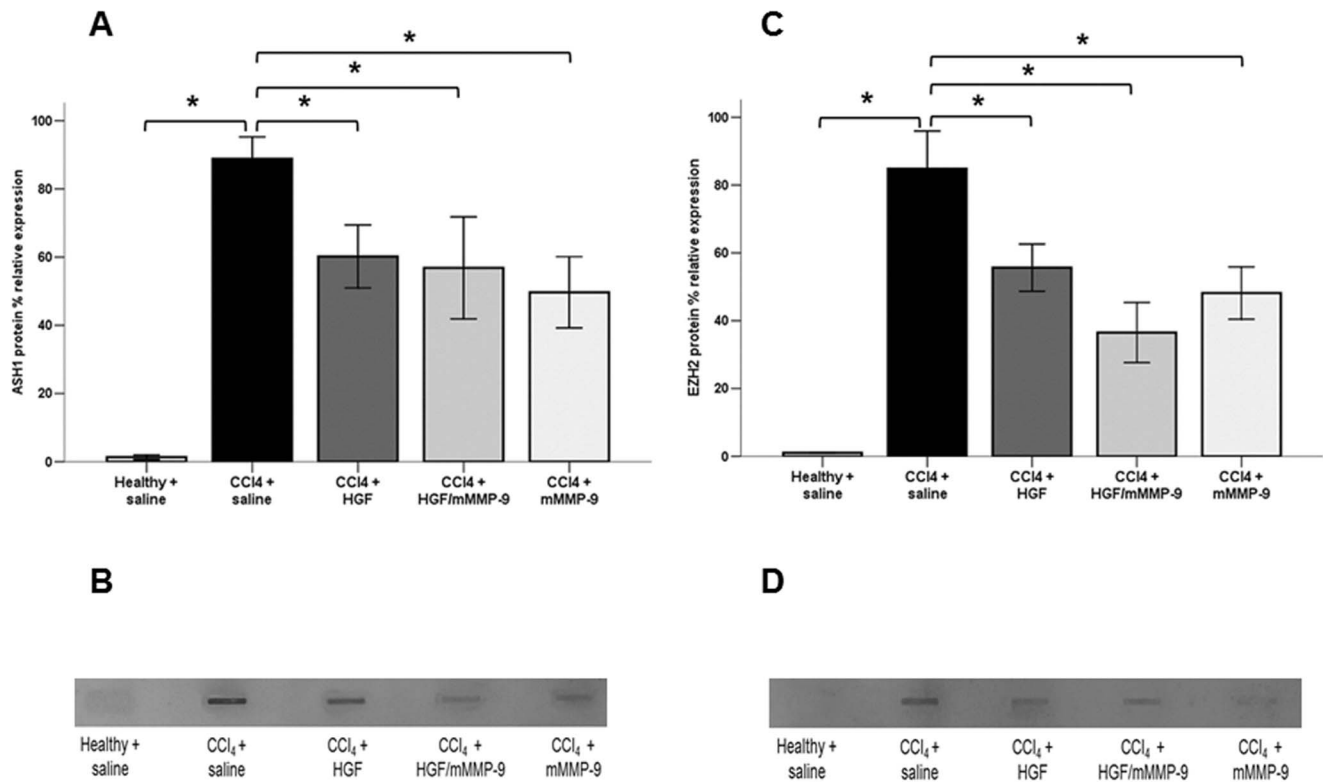 A
*
*
*
*
ASH1 protein % relative expression
100
80
60
40
20
0
Healthy +
saline
CCl4 +
saline
CCl4 +
HGF
CCl4 +
HGF/mMMP-9
CCl4 +
mMMP-9
C
*
*
*
*
EZH2 protein % relative expression
100
80
60
40
20
0
Healthy +
saline
CCl4 +
saline
CCl4 +
HGF
CCl4 +
HGF/mMMP-9
CCl4 +
mMMP-9
B
Healthy +
saline
CCl₄ +
saline
CCl₄ +
HGF
CCl₄ +
HGF/mMMP-9
CCl₄ +
mMMP-9
D
Healthy +
saline
CCl₄ +
saline
CCl₄ +
HGF
CCl₄ +
HGF/mMMP-9
CCl₄ +
mMMP-9